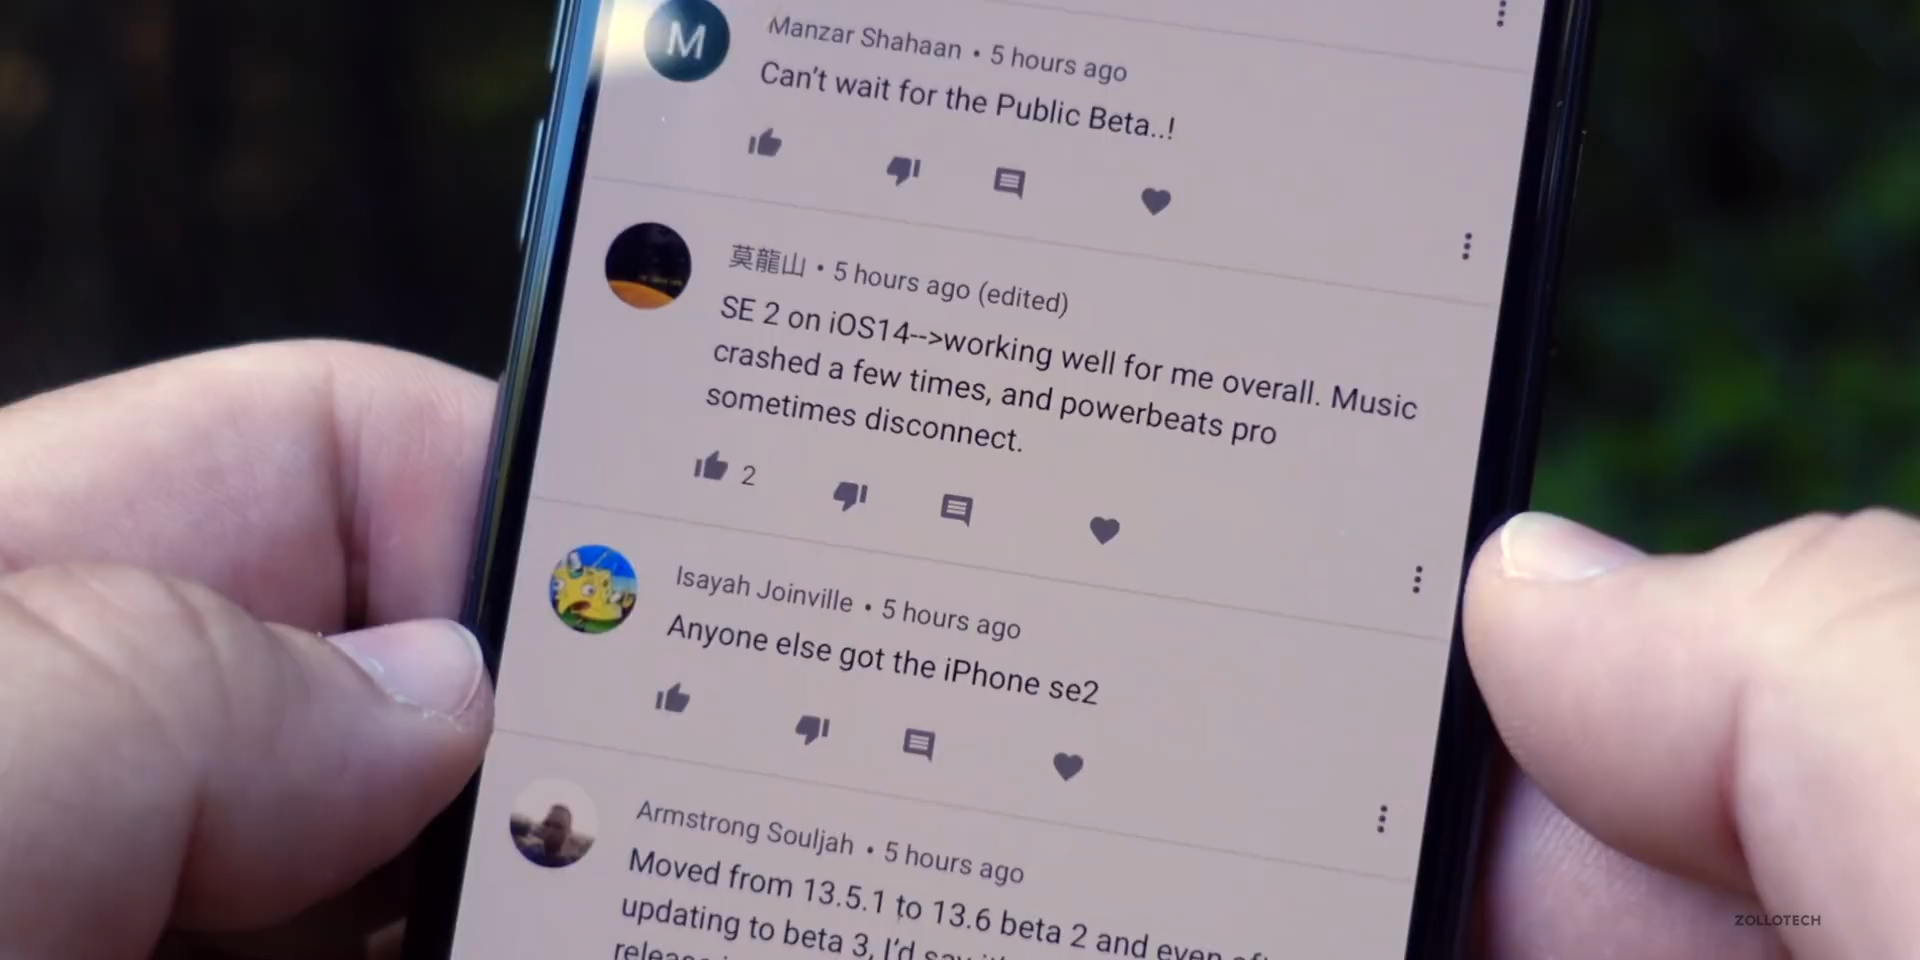 M
Manzar Shahaan • 5 hours ago
Can't wait for the Public Beta..!
莫龍山 • 5 hours ago (edited)
SE 2 on iOS14-->working well for me overall. Music
crashed a few times, and powerbeats pro
sometimes disconnect.
2
Isayah Joinville • 5 hours ago
Anyone else got the iPhone se2
Armstrong Souljah • 5 hours ago
Moved from 13.5.1 to 13.6 beta 2 and even
updating to beta 3, I'd say
ZOLLOTECH